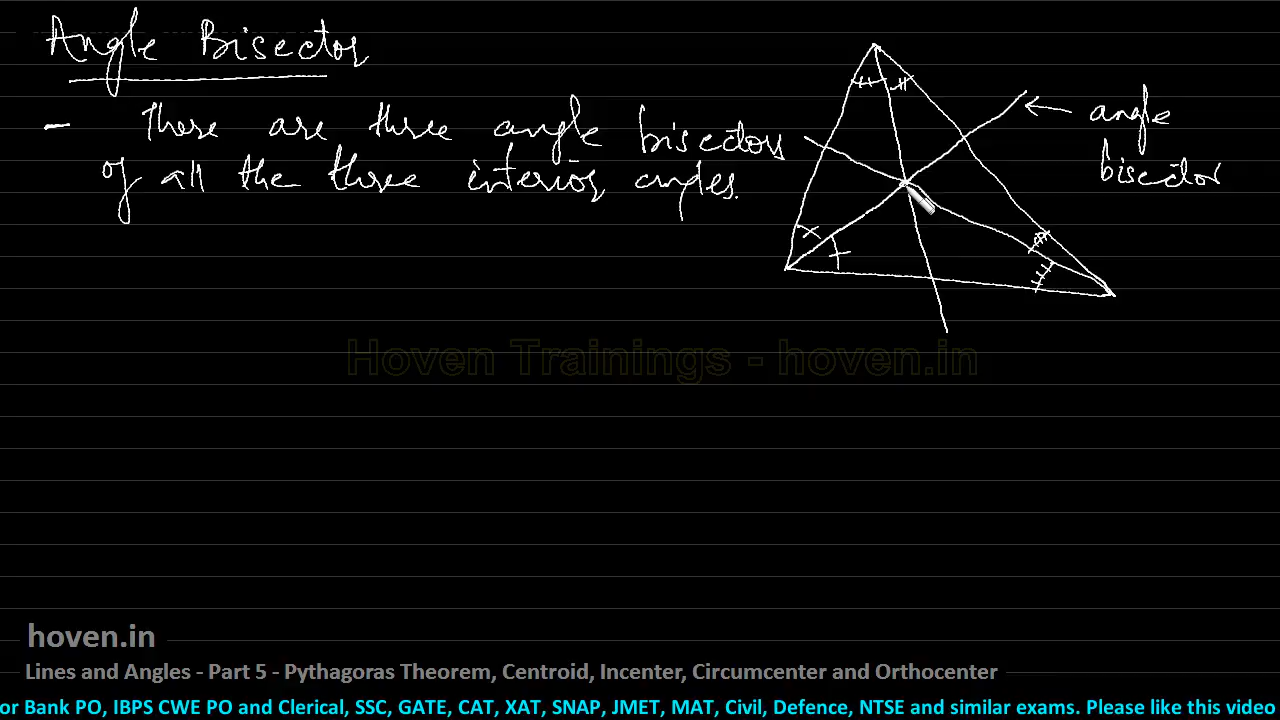 Angle Bisector
- There are three angle bisectors
of all the three interior angles.
angle
bisector
Hoven Trainings - hoven.in
hoven.in
Lines and Angles - Part 5 - Pythagoras Theorem, Centroid, Incenter, Circumcenter and Orthocenter
or Bank PO, IBPS CWE PO and Clerical, SSC, GATE, CAT, XAT, SNAP, JMET, MAT, Civil, Defence, NTSE and similar exams. Please like this video